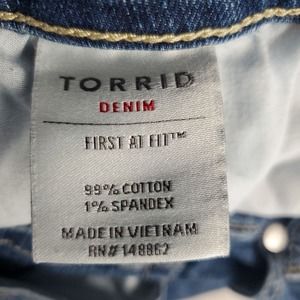 TORRID
DENIM
FIRST AT FIT™
99% COTTON
1% SPANDEX
MADE IN VIETNAM
RN# 148862